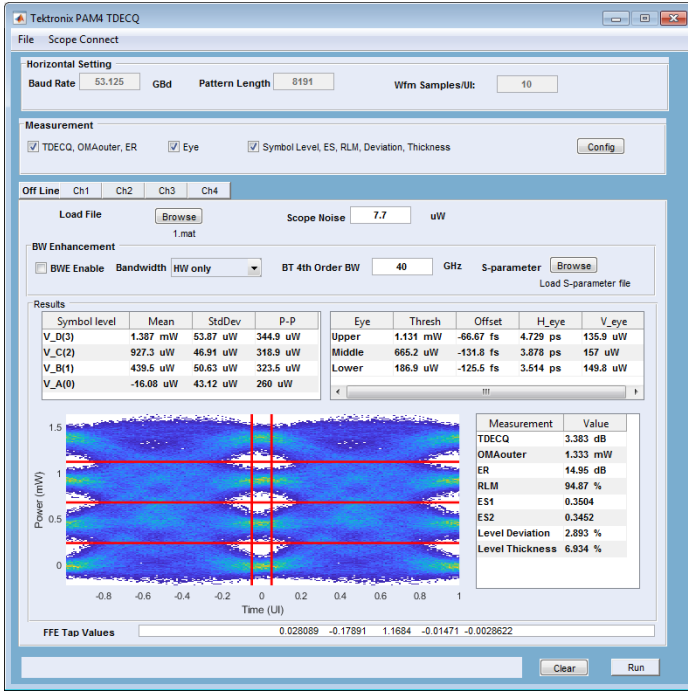 Tektronix PAM4 TDECQ
File Scope Connect
Horizontal Setting
Baud Rate 53.125 GBd Pattern Length 8191 Wfm Samples/UI: 10
Measurement
TDECQ, OMAouter, ER Eye Symbol Level, ES, RLM, Deviation, Thickness Config
Off Line Ch1 Ch2 Ch3 Ch4
Load File Browse Scope Noise 7.7 uW
1.mat
BW Enhancement
BWE Enable Bandwidth HW only BT 4th Order BW 40 GHz S-parameter Browse
Load S-parameter file
Results
Symbol level Mean StdDev P-P
V_D(3) 1.387 mW 53.87 uW 344.9 uW
V_C(2) 927.3 uW 46.91 uW 318.9 uW
V_B(1) 439.5 uW 50.63 uW 323.5 uW
V_A(0) -16.08 uW 43.12 uW 260 uW
Eye Thresh Offset H_eye V_eye
Upper 1.131 mW -66.67 fs 4.729 ps 135.9 uW
Middle 665.2 uW -131.8 fs 3.878 ps 157 uW
Lower 186.9 uW -125.5 fs 3.514 ps 149.8 uW
1.5
1
0.5
0
Power (mW)
-0.8 -0.6 -0.4 -0.2 0 0.2 0.4 0.6 0.8 1
Time (UI)
Measurement Value
TDECQ 3.383 dB
OMAouter 1.333 mW
ER 14.95 dB
RLM 94.87 %
ES1 0.3504
ES2 0.3452
Level Deviation 2.893 %
Level Thickness 6.934 %
FFE Tap Values 0.028089 -0.17891 1.1684 -0.01471 -0.0028622
Clear Run